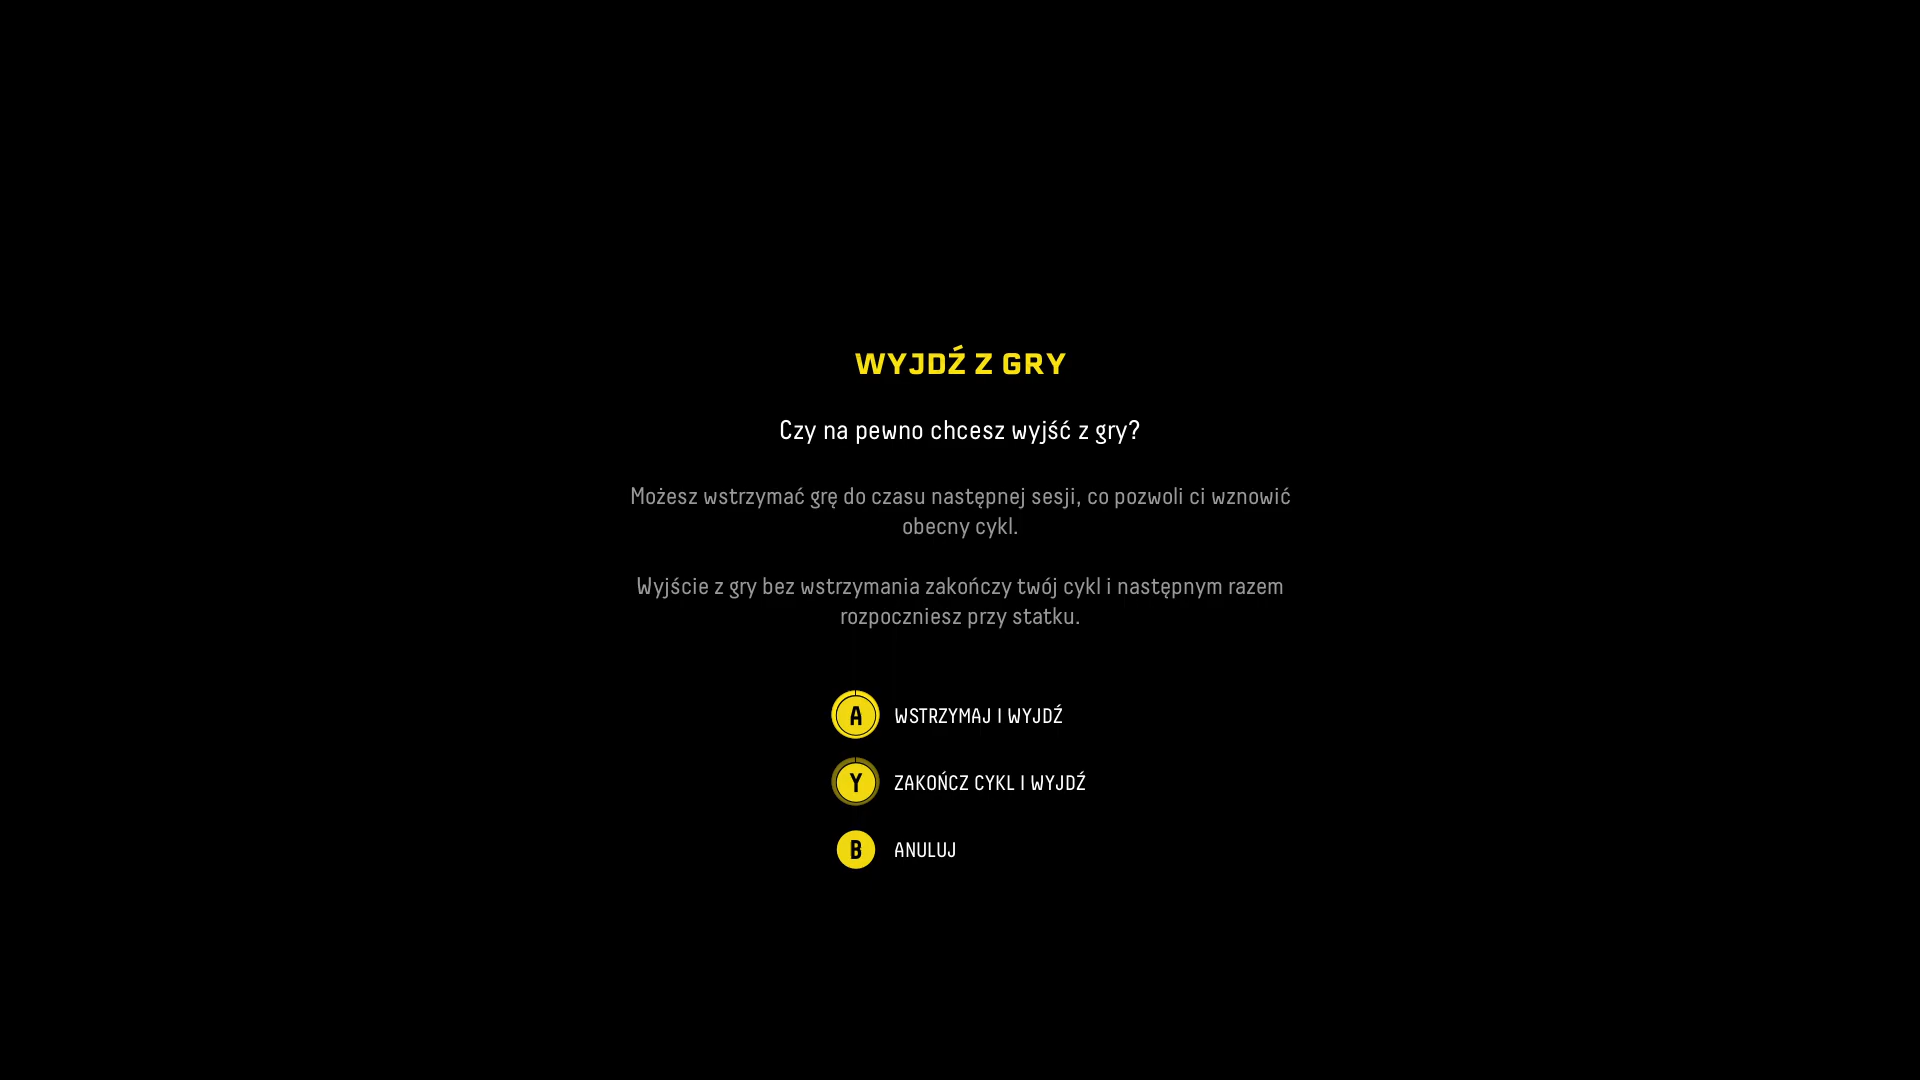 WYJDŹ Z GRY
Czy na pewno chcesz wyjść z gry?
Możesz wstrzymać grę do czasu następnej sesji, co pozwoli ci wznowić
obecny cykl.
Wyjście z gry bez wstrzymania zakończy twój cykl i następnym razem
rozpoczniesz przy statku.
A WSTRZYMAJ I WYJDŹ
Y ZAKOŃCZ CYKL I WYJDŹ
B ANULUJ